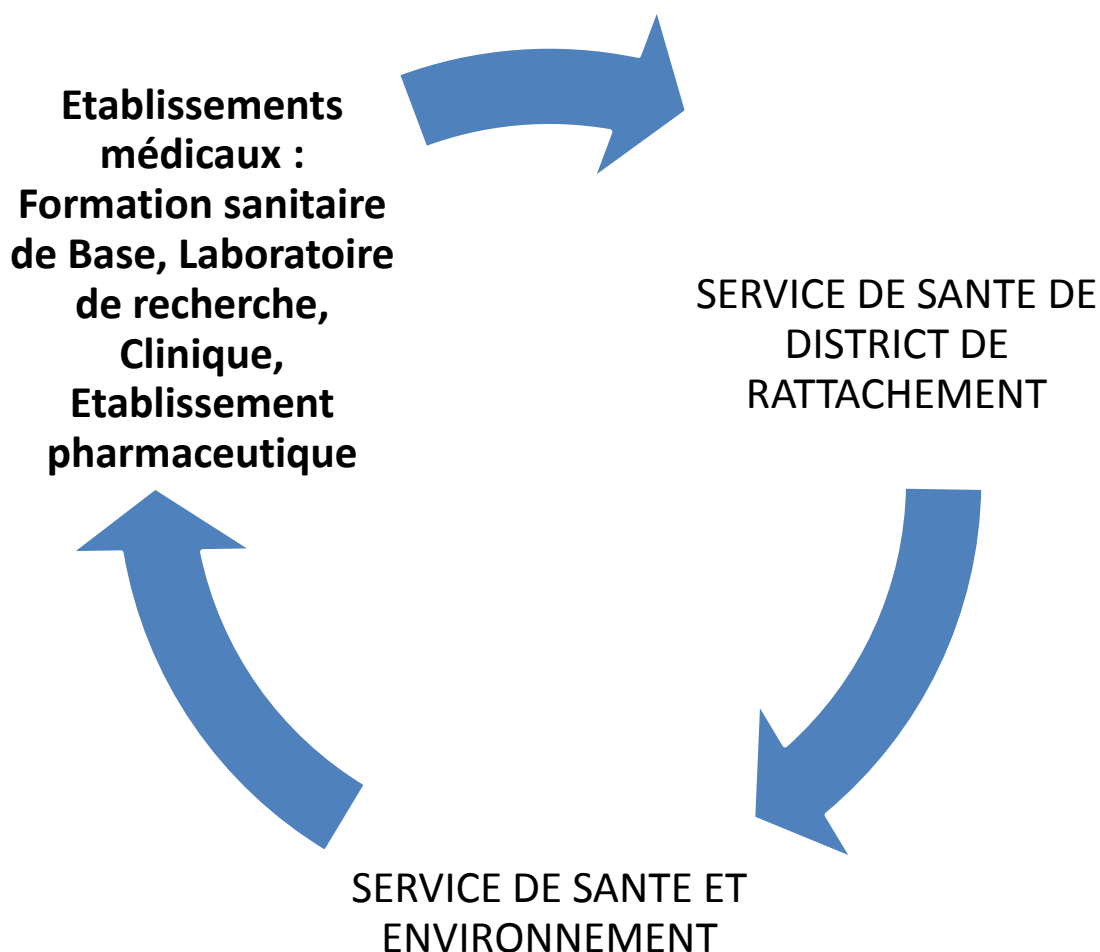 Etablissements
médicaux :
Formation sanitaire
de Base, Laboratoire
de recherche,
Clinique,
Etablissement
pharmaceutique
SERVICE DE SANTE DE
DISTRICT DE
RATTACHEMENT
SERVICE DE SANTE ET
ENVIRONNEMENT